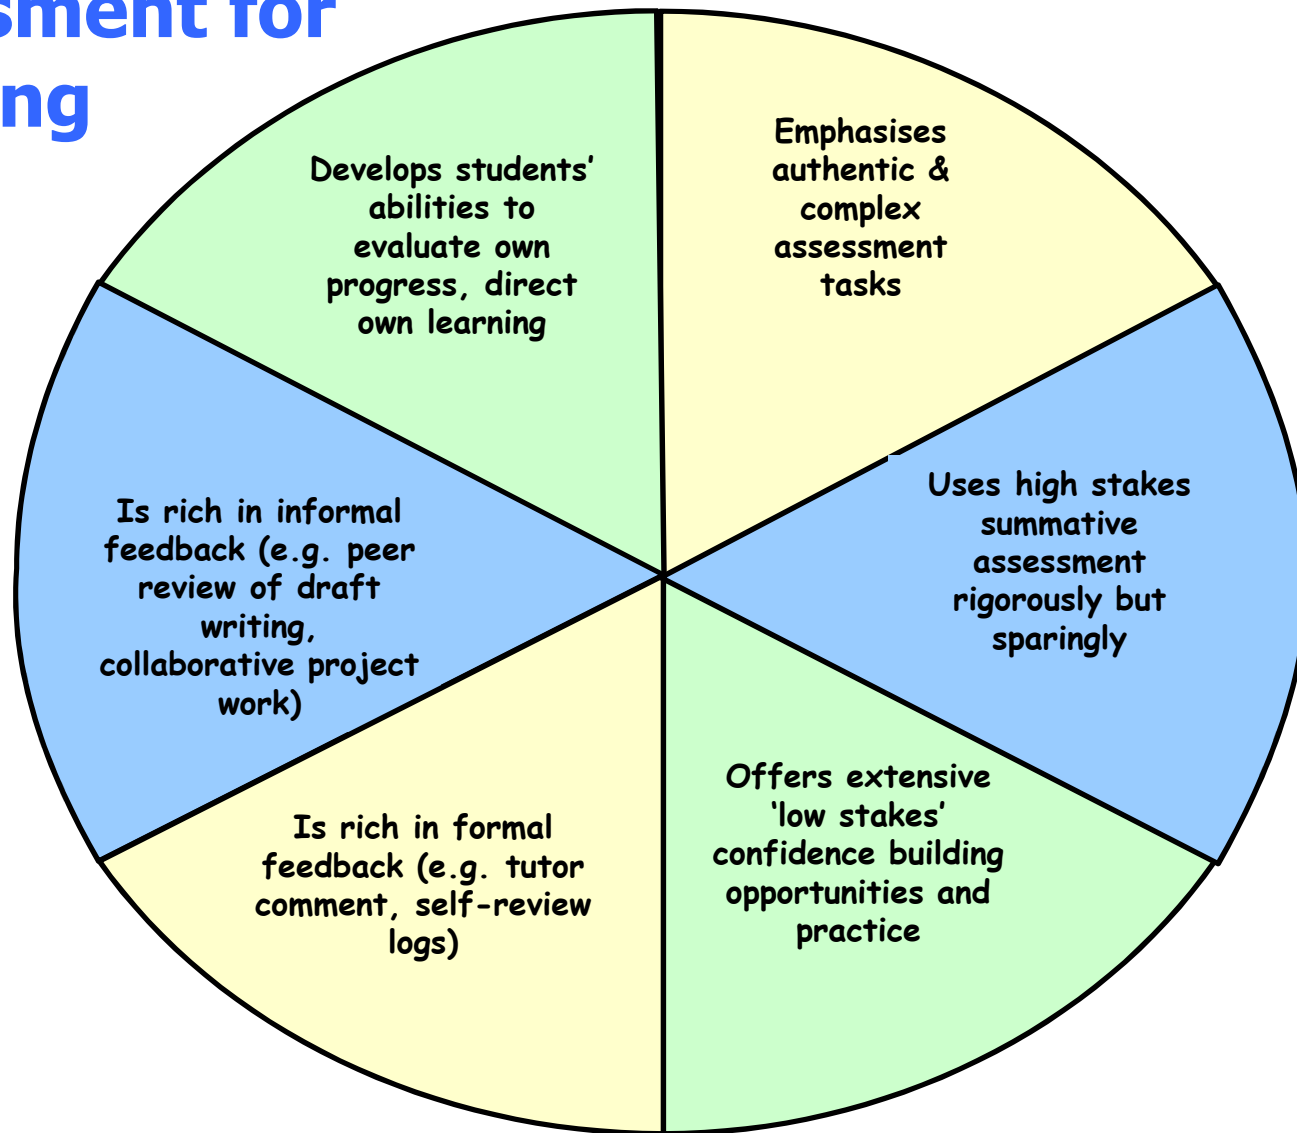 sment for
ng
Emphasises
authentic &
complex
assessment
tasks
Uses high stakes
summative
assessment
rigorously but
sparingly
Offers extensive
‘low stakes’
confidence building
opportunities and
practice
Is rich in formal
feedback (e.g. tutor
comment, self-review
logs)
Is rich in informal
feedback (e.g. peer
review of draft
writing,
collaborative project
work)
Develops students’
abilities to
evaluate own
progress, direct
own learning